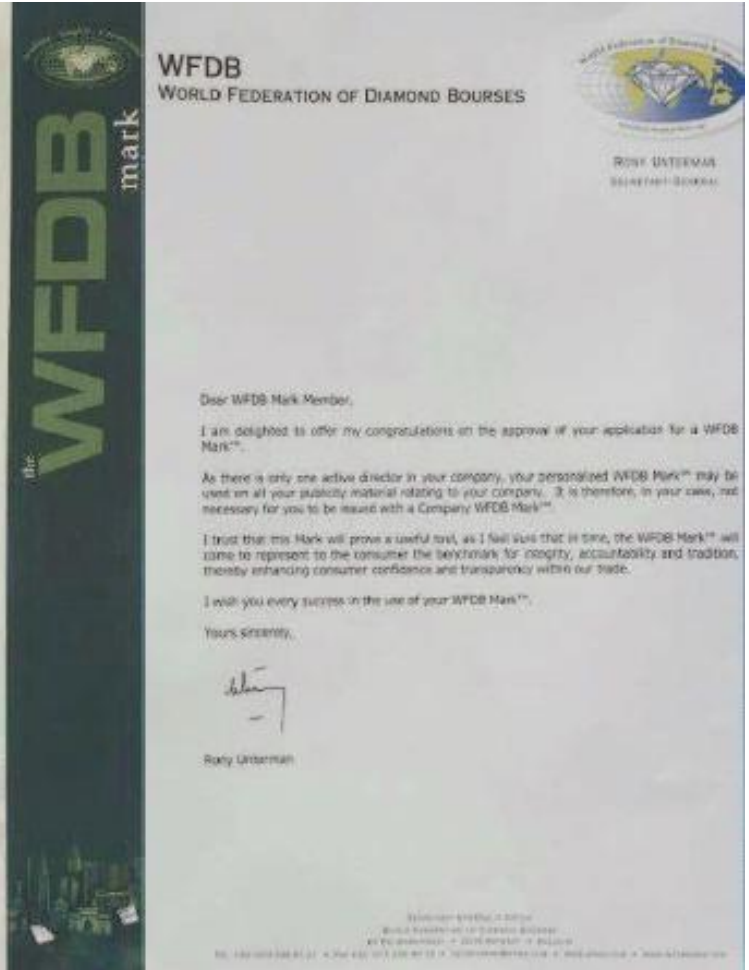 WFDB
WORLD FEDERATION OF DIAMOND BOURSES
World Federation of Diamond
RONY UNTERMAN
SECRETARY-GENERAL
the WFDB mark
Dear WFDB Mark Member,
I am delighted to offer my congratulations on the approval of your application for a WFDB
Mark™.
As there is only one active director in your company, your personalized WFDB Mark™ may be
used on all your publicity material relating to your company. It is therefore, in your case, not
necessary for you to be issued with a Company WFDB Mark™.
I trust that this Mark will prove a useful tool, as I feel sure that in time, the WFDB Mark™ will
come to represent to the consumer the benchmark for integrity, accountability and tradition,
thereby enhancing consumer confidence and transparency within our trade.
I wish you every success in the use of your WFDB Mark™.
Yours sincerely,
Rony Unterman